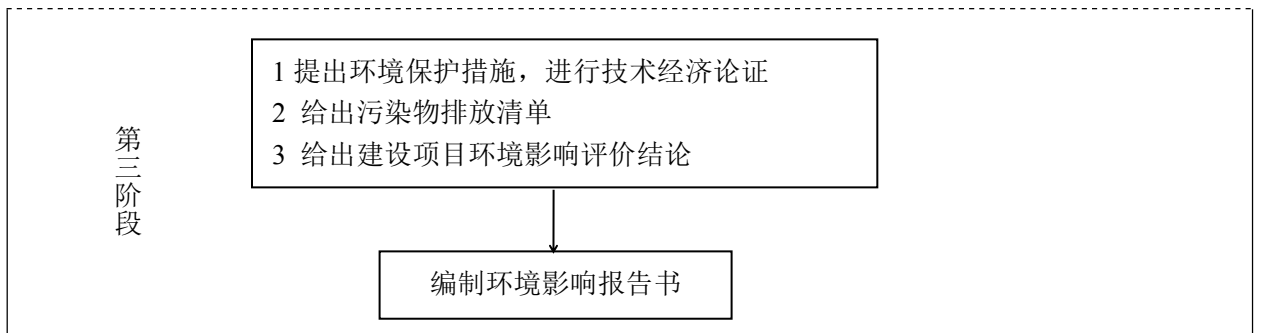 1 提出环境保护措施，进行技术经济论证
2 给出污染物排放清单
3 给出建设项目环境影响评价结论
第三阶段
编制环境影响报告书